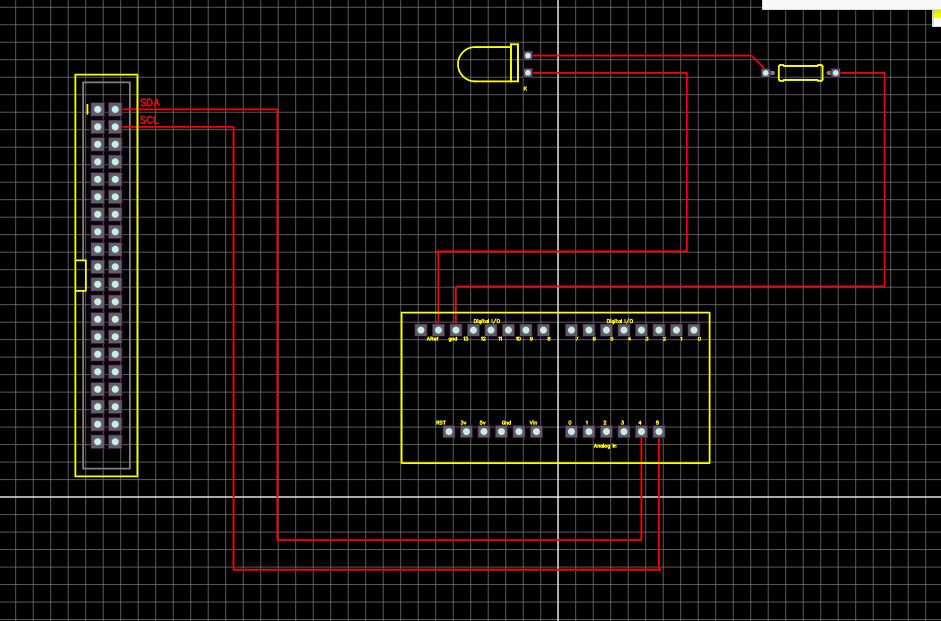 SDA
SCL
K
Digital I/O Digital I/O
ARef gnd 13 12 11 10 9 8 7 6 5 4 3 2 1 0
RST 3v 5v Gnd Vin 0 1 2 3 4 5
Analog In